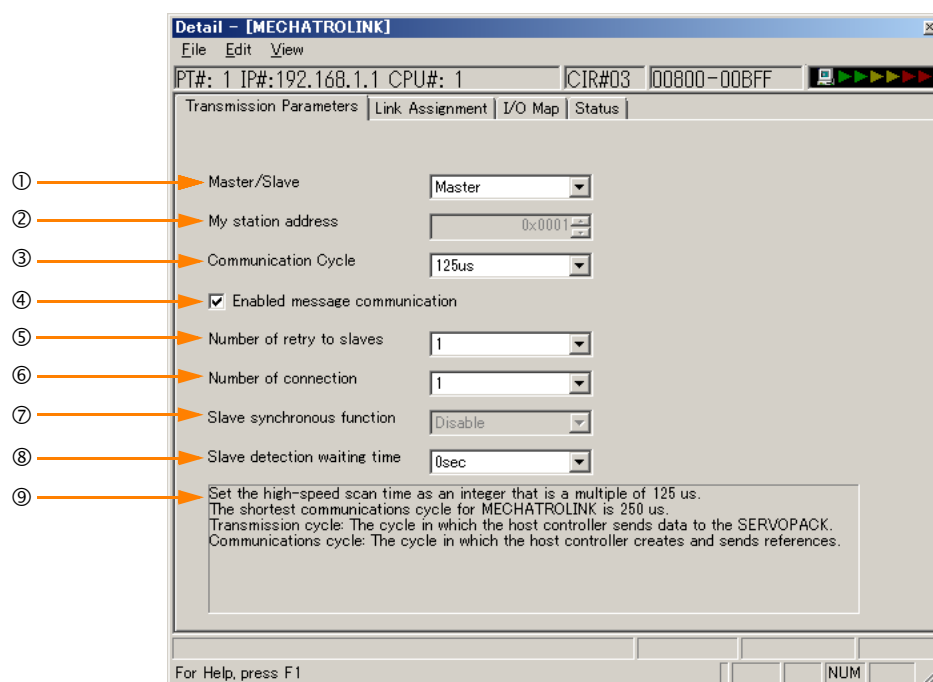 Detail - [MECHATROLINK]
File Edit View
PT#: 1 IP#:192.168.1.1 CPU#: 1 CIR#03 00800-00BFF
Transmission Parameters Link Assignment I/O Map Status
① Master/Slave Master
② My station address 0x0001
③ Communication Cycle 125us
④ Enabled message communication
⑤ Number of retry to slaves 1
⑥ Number of connection 1
⑦ Slave synchronous function Disable
⑧ Slave detection waiting time 0sec
⑨ Set the high-speed scan time as an integer that is a multiple of 125 us.
The shortest communications cycle for MECHATROLINK is 250 us.
Transmission cycle: The cycle in which the host controller sends data to the SERVOPACK.
Communications cycle: The cycle in which the host controller creates and sends references.
For Help, press F1 NUM